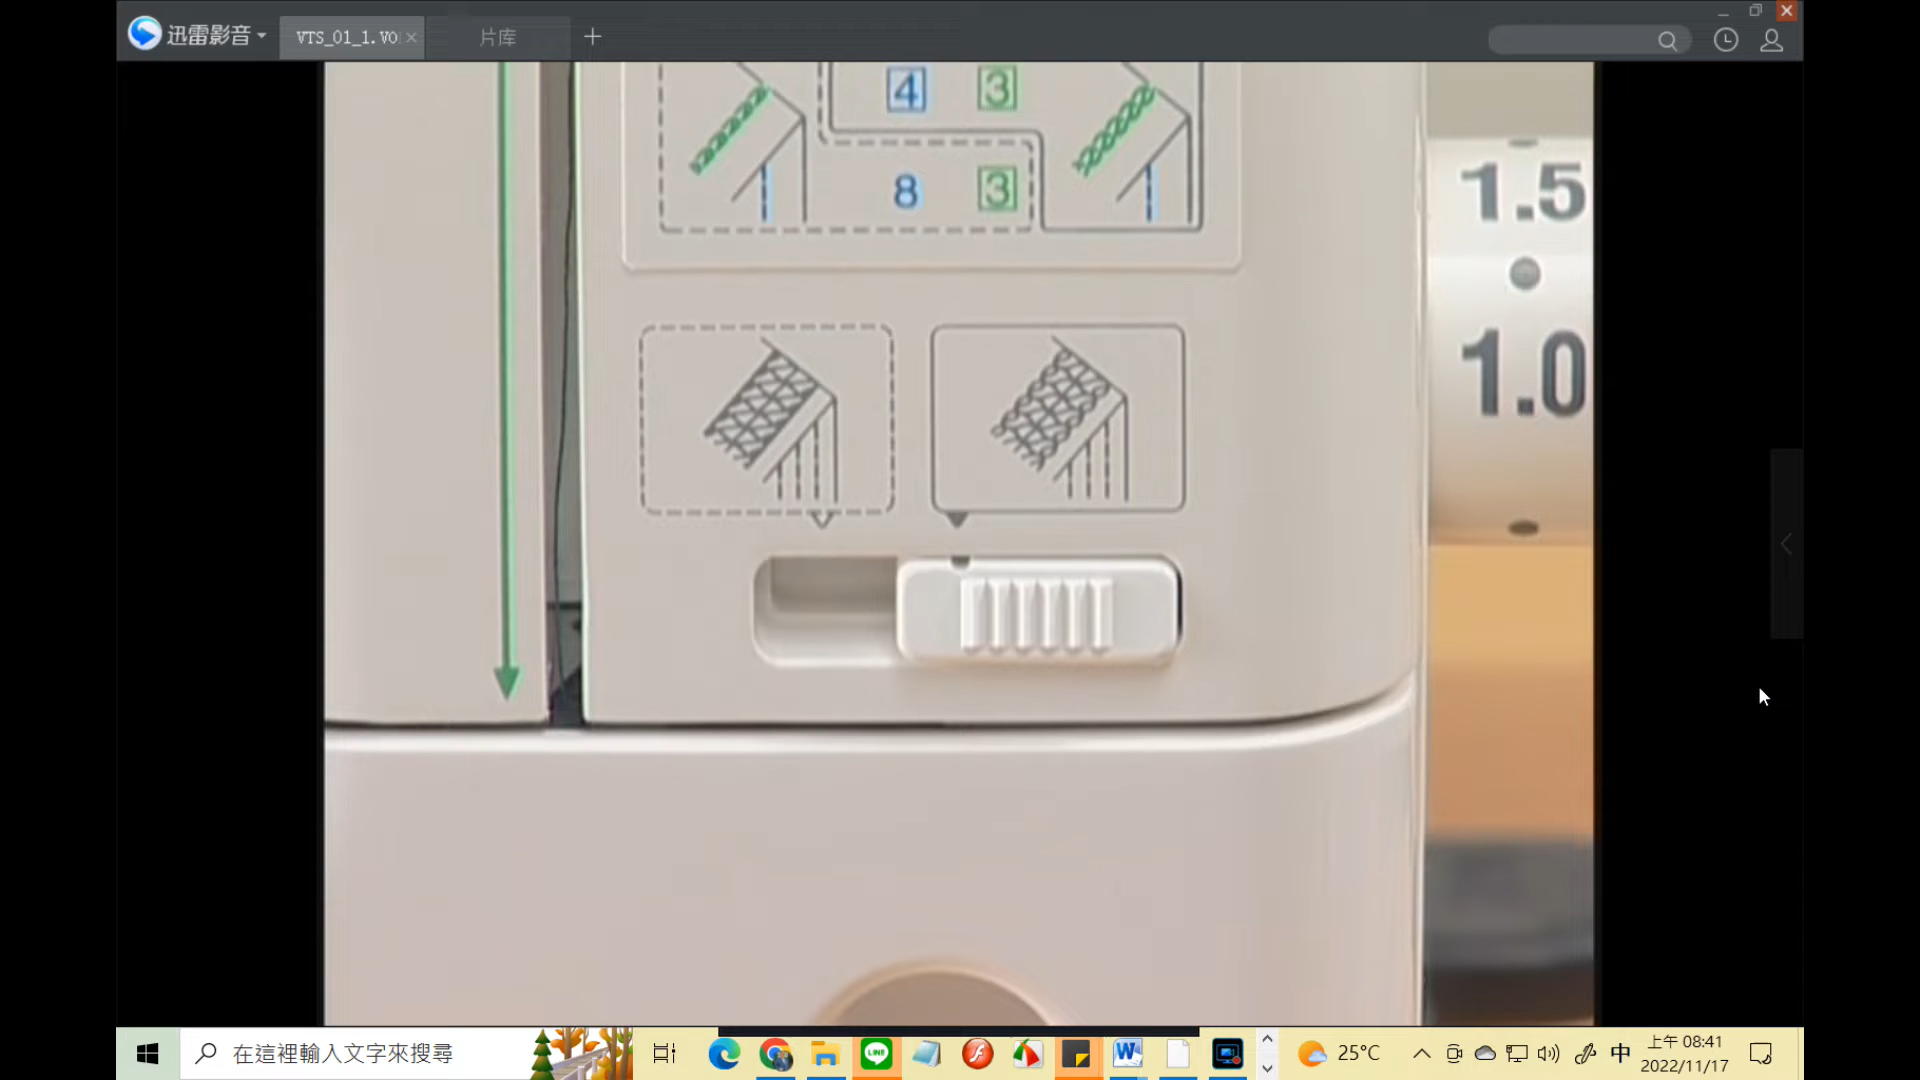 迅雷影音
VTS_01_1.VO
片库
4 3
8 3
1.5
1.0
在這裡輸入文字來搜尋
LINE
25°C
中
上午 08:41
2022/11/17